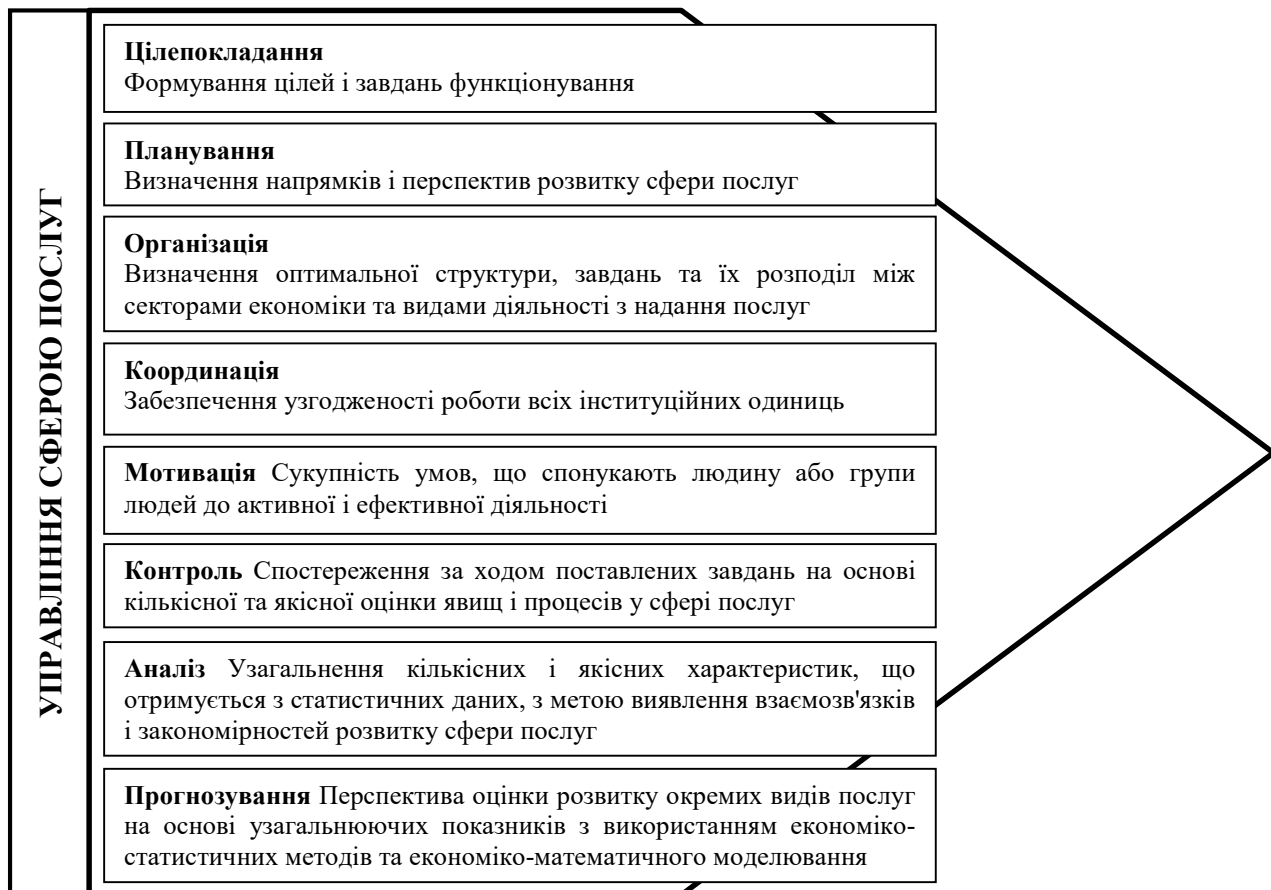 УПРАВЛІННЯ СФЕРОЮ ПОСЛУГ
Цілепокладання
Формування цілей і завдань функціонування
Планування
Визначення напрямків і перспектив розвитку сфери послуг
Організація
Визначення оптимальної структури, завдань та їх розподіл між
секторами економіки та видами діяльності з надання послуг
Координація
Забезпечення узгодженості роботи всіх інституційних одиниць
Мотивація Сукупність умов, що спонукають людину або групи
людей до активної і ефективної діяльності
Контроль Спостереження за ходом поставлених завдань на основі
кількісної та якісної оцінки явищ і процесів у сфері послуг
Аналіз Узагальнення кількісних і якісних характеристик, що
отримується з статистичних даних, з метою виявлення взаємозв'язків
і закономірностей розвитку сфери послуг
Прогнозування Перспектива оцінки розвитку окремих видів послуг
на основі узагальнюючих показників з використанням економіко-
статистичних методів та економіко-математичного моделювання